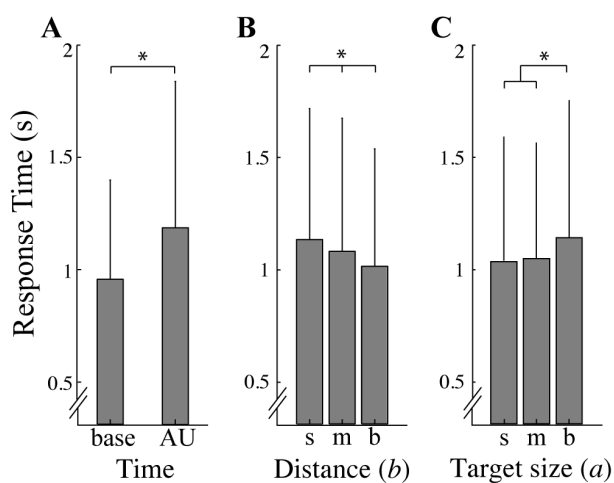 A
B
C
Response Time (s)
2
1.5
1
0.5
*
base AU
Time
2
1.5
1
0.5
*
s m b
Distance (b)
2
1.5
1
0.5
*
s m b
Target size (a)